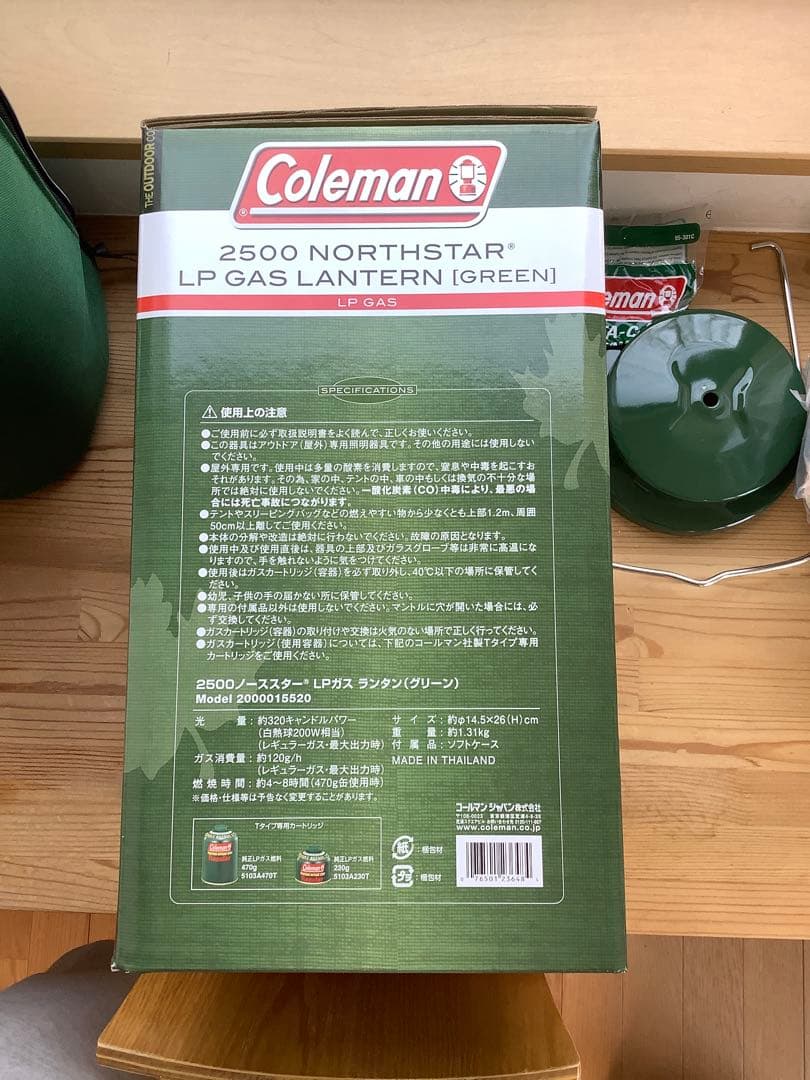 THE OUTDOOR CO
Coleman
2500 NORTHSTAR®
LP GAS LANTERN [GREEN]
LP GAS
SPECIFICATIONS
使用上の注意
●ご使用前に必ず取扱説明書をよく読んで、正しくお使いください。
●この器具はアウトドア(屋外)専用照明器具です。その他の用途には使用しない
でください。
●屋外専用です。使用中は多量の酸素を消費しますので、窒息や中毒を起こすお
それがあります。その為、家の中、テントの中、車の中もしくは換気の不十分な場
所では絶対に使用しないでください。一酸化炭素(CO)中毒により、最悪の場
合には死亡事故につながります。
●テントやスリーピングバッグなどの燃えやすい物から少なくとも上部1.2m、周囲
50cm以上離してご使用ください。
●本体の分解や改造は絶対に行わないでください。故障の原因となります。
●使用中及び使用直後は、器具の上部及びガラスグローブ等は非常に高温にな
りますので、手を触れないように気をつけてください。
●使用後はガスカートリッジ(容器)を必ず取り外し、40℃以下の場所に保管してく
ださい。
●幼児、子供の手の届かない所に保管してください。
●専用の付属品以外は使用しないでください。マントルに穴が開いた場合には、必
ず交換してください。
●ガスカートリッジ(容器)の取り付けや交換は火気のない場所で正しく行ってください。
●ガスカートリッジ(使用容器)については、下記のコールマン社製Tタイプ専用
カートリッジをご使用ください。
2500ノーススター® LPガス ランタン(グリーン)
Model 2000015520
光 量:約320キャンドルパワー
(白熱球200W相当)
(レギュラーガス・最大出力時)
ガス消費量:約120g/h
(レギュラーガス・最大出力時)
燃焼時間:約4~8時間(470g缶使用時)
※価格・仕様等は予告なく変更することがあります。
サイズ:約φ14.5×26(H)cm
重 量:約1.31kg
付属品:ソフトケース
MADE IN THAILAND
コールマン ジャパン株式会社
www.coleman.co.jp
Tタイプ専用カートリッジ
純正LPガス燃料
470g
5103A470T
Coleman
純正LPガス燃料
230g
5103A230T
紙:梱包材
プラ:梱包材
0 76501 23648 4
95-301C
eman